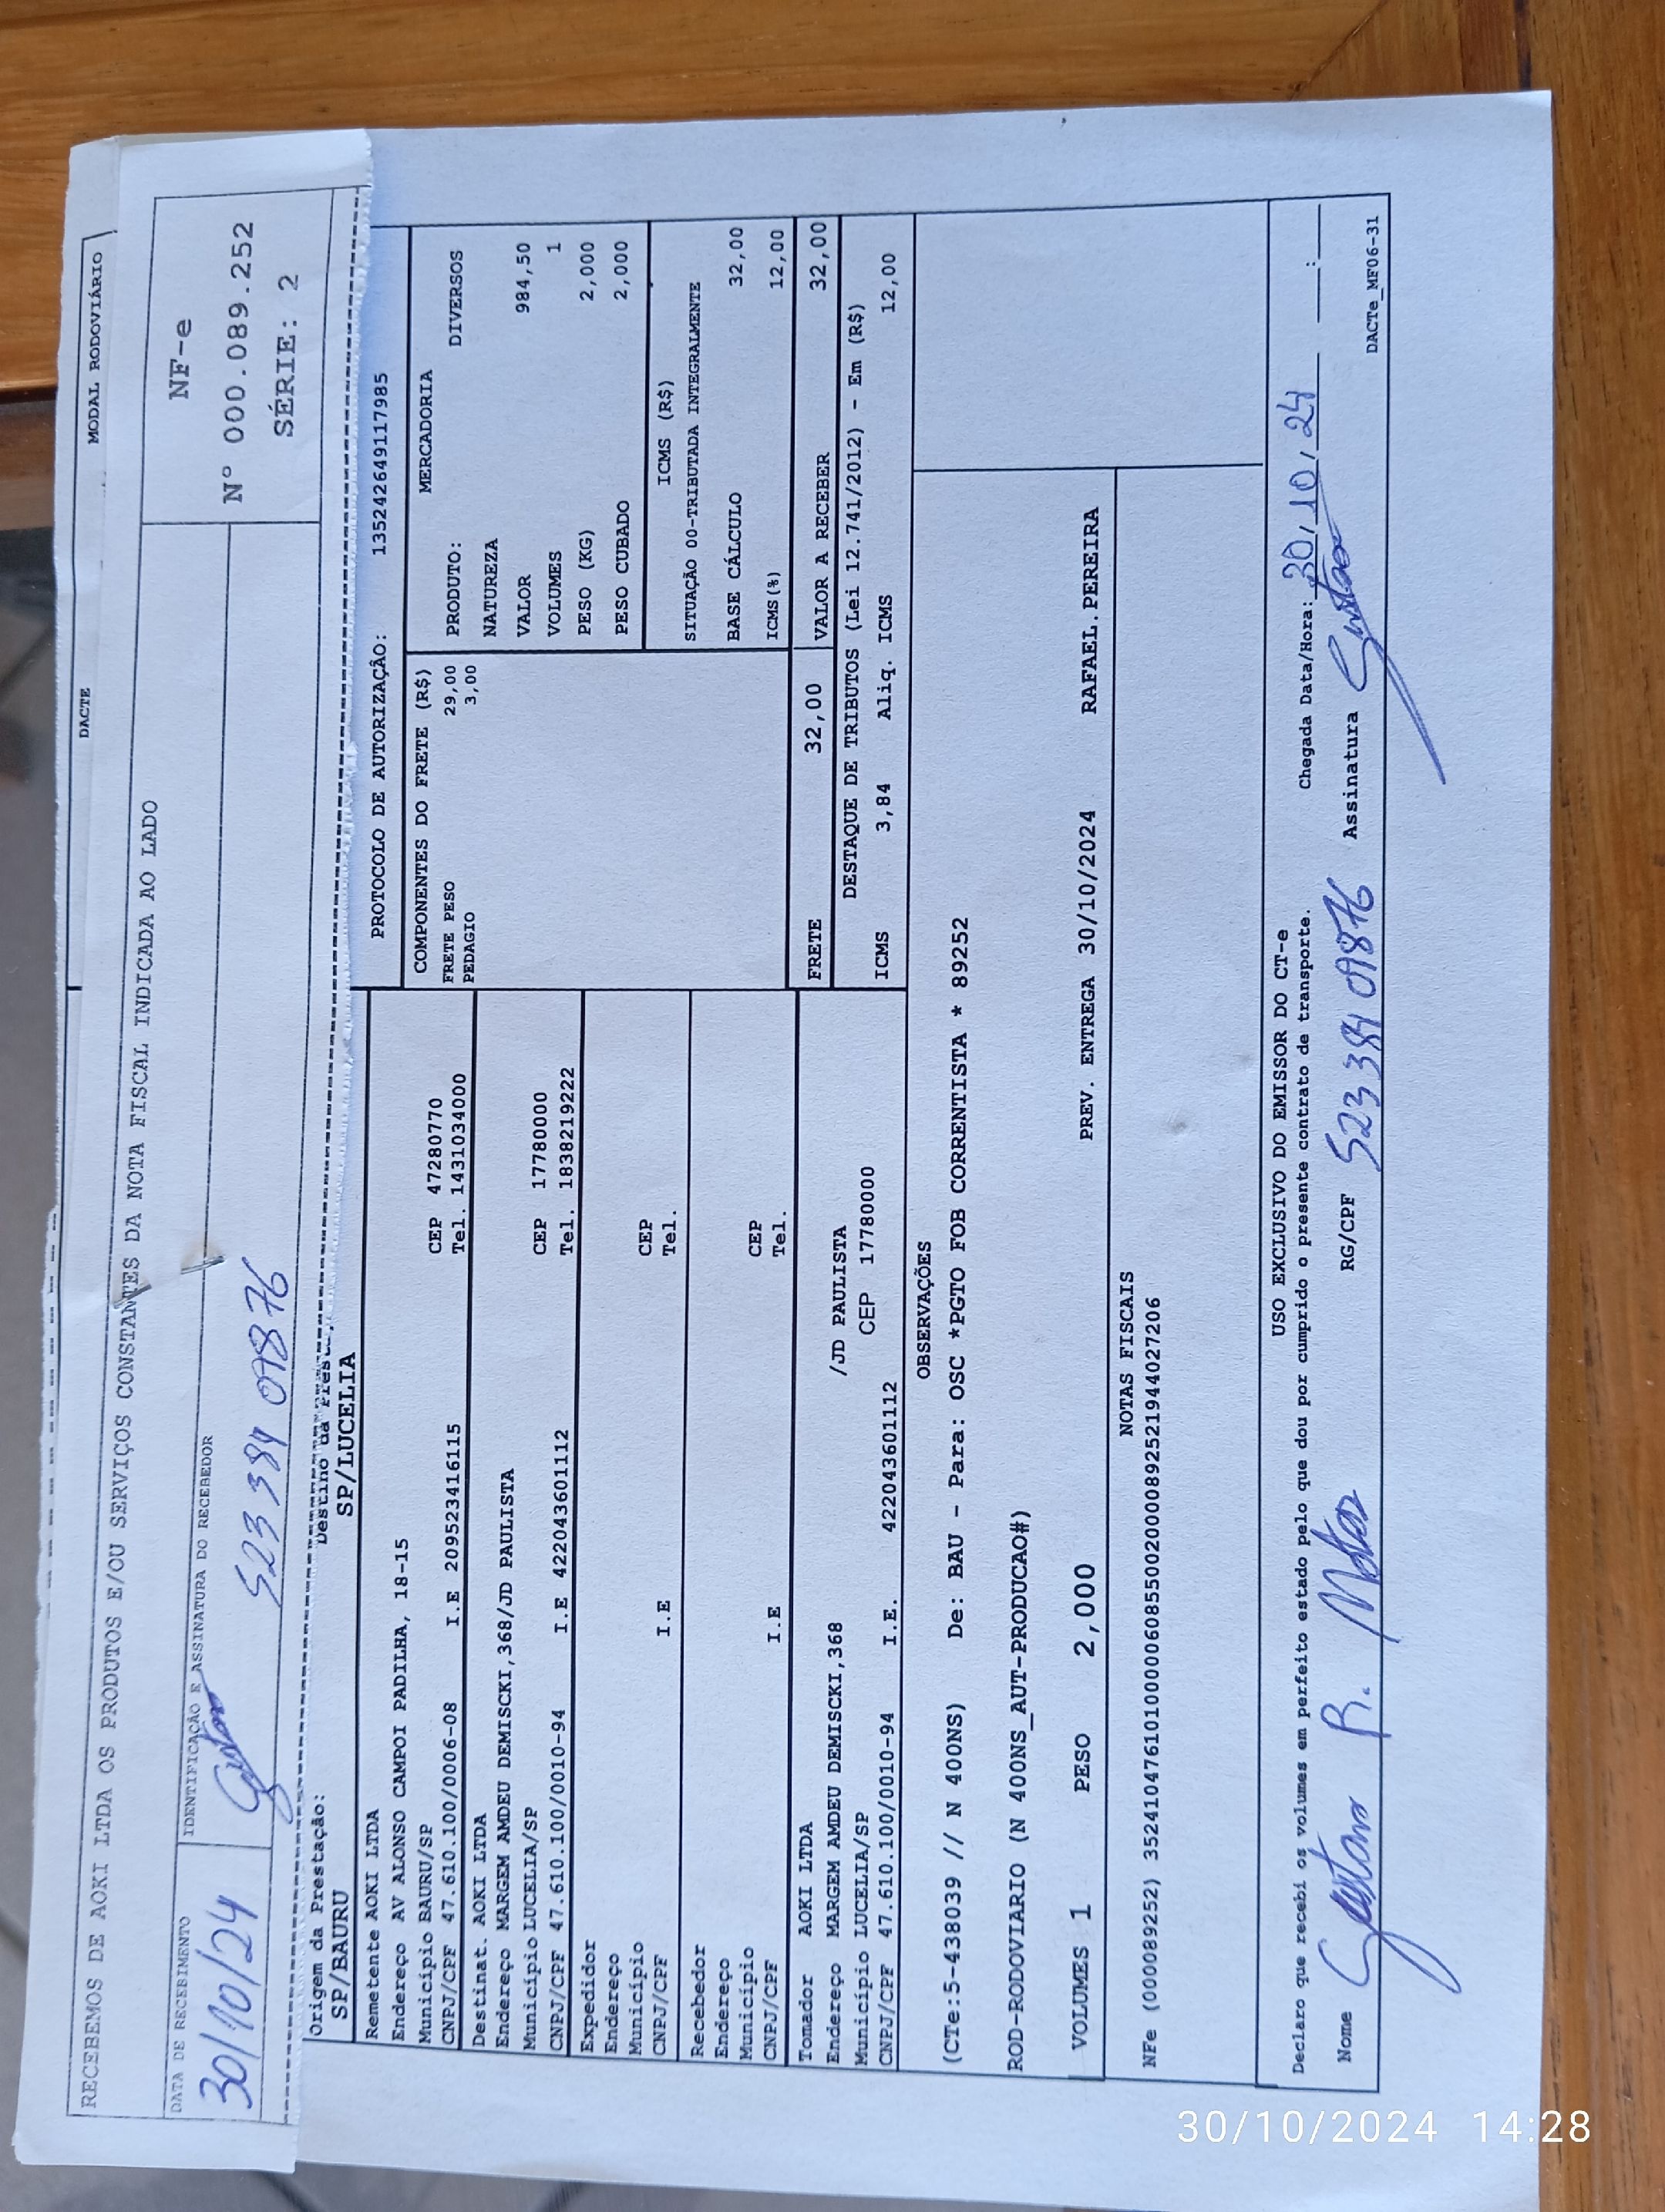 DACTE MODAL RODOVIÁRIO
RECEBEMOS DE AOKI LTDA OS PRODUTOS E/OU SERVIÇOS CONSTANTES DA NOTA FISCAL INDICADA AO LADO
NF-e
Nº 000.089.252
SÉRIE: 2
DATA DE RECEBIMENTO
30/10/24
IDENTIFICAÇÃO E ASSINATURA DO RECEBEDOR
523384 0876
Origem da Prestação:
SP/BAURU
Destino da
SP/LUCELIA
PROTOCOLO DE AUTORIZAÇÃO: 135242649117985
Remetente AOKI LTDA
Endereço AV ALONSO CAMPOI PADILHA, 18-15
Município BAURU/SP CEP 47280770
CNPJ/CPF 47.610.100/0006-08 I.E 209523416115 Tel. 1431034000
Destinat. AOKI LTDA
Endereço MARGEM AMDEU DEMISCKI,368/JD PAULISTA
Município LUCELIA/SP CEP 17780000
CNPJ/CPF 47.610.100/0010-94 I.E 422043601112 Tel. 1838219222
Expedidor
Endereço
Município CEP
CNPJ/CPF I.E Tel.
Recebedor
Endereço
Município CEP
CNPJ/CPF I.E Tel.
Tomador AOKI LTDA
Endereço MARGEM AMDEU DEMISCKI,368 /JD PAULISTA
Município LUCELIA/SP CEP 17780000
CNPJ/CPF 47.610.100/0010-94 I.E. 422043601112
COMPONENTES DO FRETE (R$)
FRETE PESO 29,00
PEDAGIO 3,00
MERCADORIA
PRODUTO: DIVERSOS
NATUREZA
VALOR 984,50
VOLUMES 1
PESO (KG) 2,000
PESO CUBADO 2,000
ICMS (R$)
SITUAÇÃO 00-TRIBUTADA INTEGRALMENTE
BASE CÁLCULO 32,00
ICMS(%) 12,00
FRETE 32,00 VALOR A RECEBER 32,00
DESTAQUE DE TRIBUTOS (Lei 12.741/2012) - Em (R$)
ICMS 3,84 Aliq. ICMS 12,00
OBSERVAÇÕES
(CTe:5-438039 // N 400NS) De: BAU - Para: OSC *PGTO FOB CORRENTISTA * 89252
ROD-RODOVIARIO (N 400NS_AUT-PRODUCAO#)
VOLUMES 1 PESO 2,000 PREV. ENTREGA 30/10/2024 RAFAEL.PEREIRA
NOTAS FISCAIS
NFe (000089252) 35241047610100000608550020000892521944027206
USO EXCLUSIVO DO EMISSOR DO CT-e
Declaro que recebi os volumes em perfeito estado pelo que dou por cumprido o presente contrato de transporte. Chegada Data/Hora: 30/10/24 :
Nome Gustavo R. RG/CPF 523384 0876 Assinatura Gustavo
DACTe_MF06-31
30/10/2024 14:28